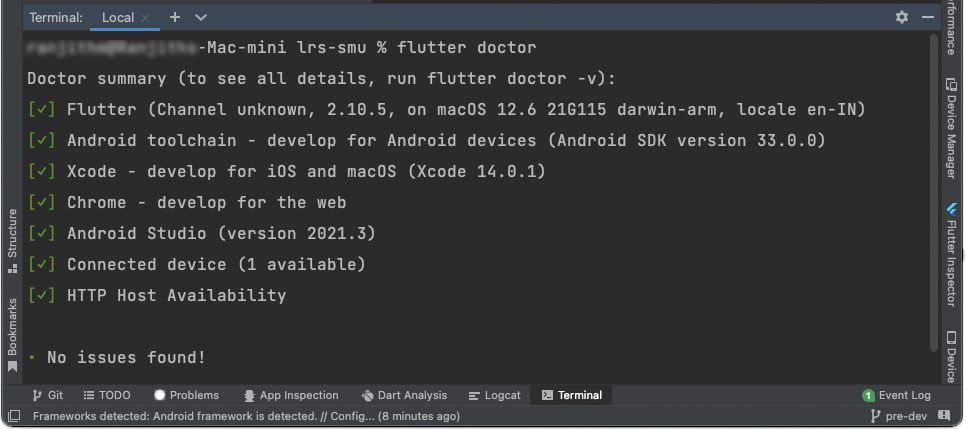 Terminal: Local × + 
-Mac-mini lrs-smu % flutter doctor
Doctor summary (to see all details, run flutter doctor -v):
[✓] Flutter (Channel unknown, 2.10.5, on macOS 12.6 21G115 darwin-arm, locale en-IN)
[✓] Android toolchain - develop for Android devices (Android SDK version 33.0.0)
[✓] Xcode - develop for iOS and macOS (Xcode 14.0.1)
[✓] Chrome - develop for the web
[✓] Android Studio (version 2021.3)
[✓] Connected device (1 available)
[✓] HTTP Host Availability
• No issues found!
Structure
Bookmarks
erformance
Device Manager
Flutter Inspector
Device
Git TODO Problems App Inspection Dart Analysis Logcat Terminal 1 Event Log
Frameworks detected: Android framework is detected. // Config... (8 minutes ago) pre-dev